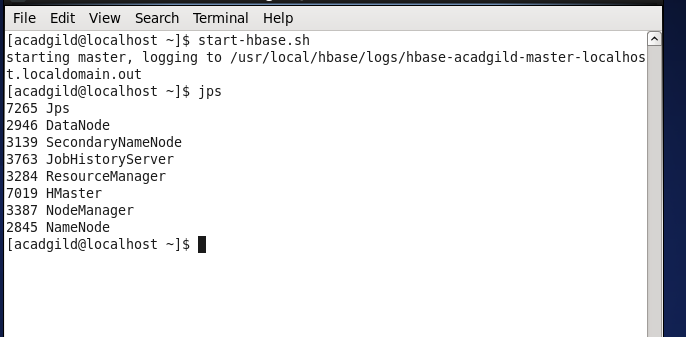 File Edit View Search Terminal Help
[acadgild@localhost ~]$ start-hbase.sh
starting master, logging to /usr/local/hbase/logs/hbase-acadgild-master-localhos
t.localdomain.out
[acadgild@localhost ~]$ jps
7265 Jps
2946 DataNode
3139 SecondaryNameNode
3763 JobHistoryServer
3284 ResourceManager
7019 HMaster
3387 NodeManager
2845 NameNode
[acadgild@localhost ~]$